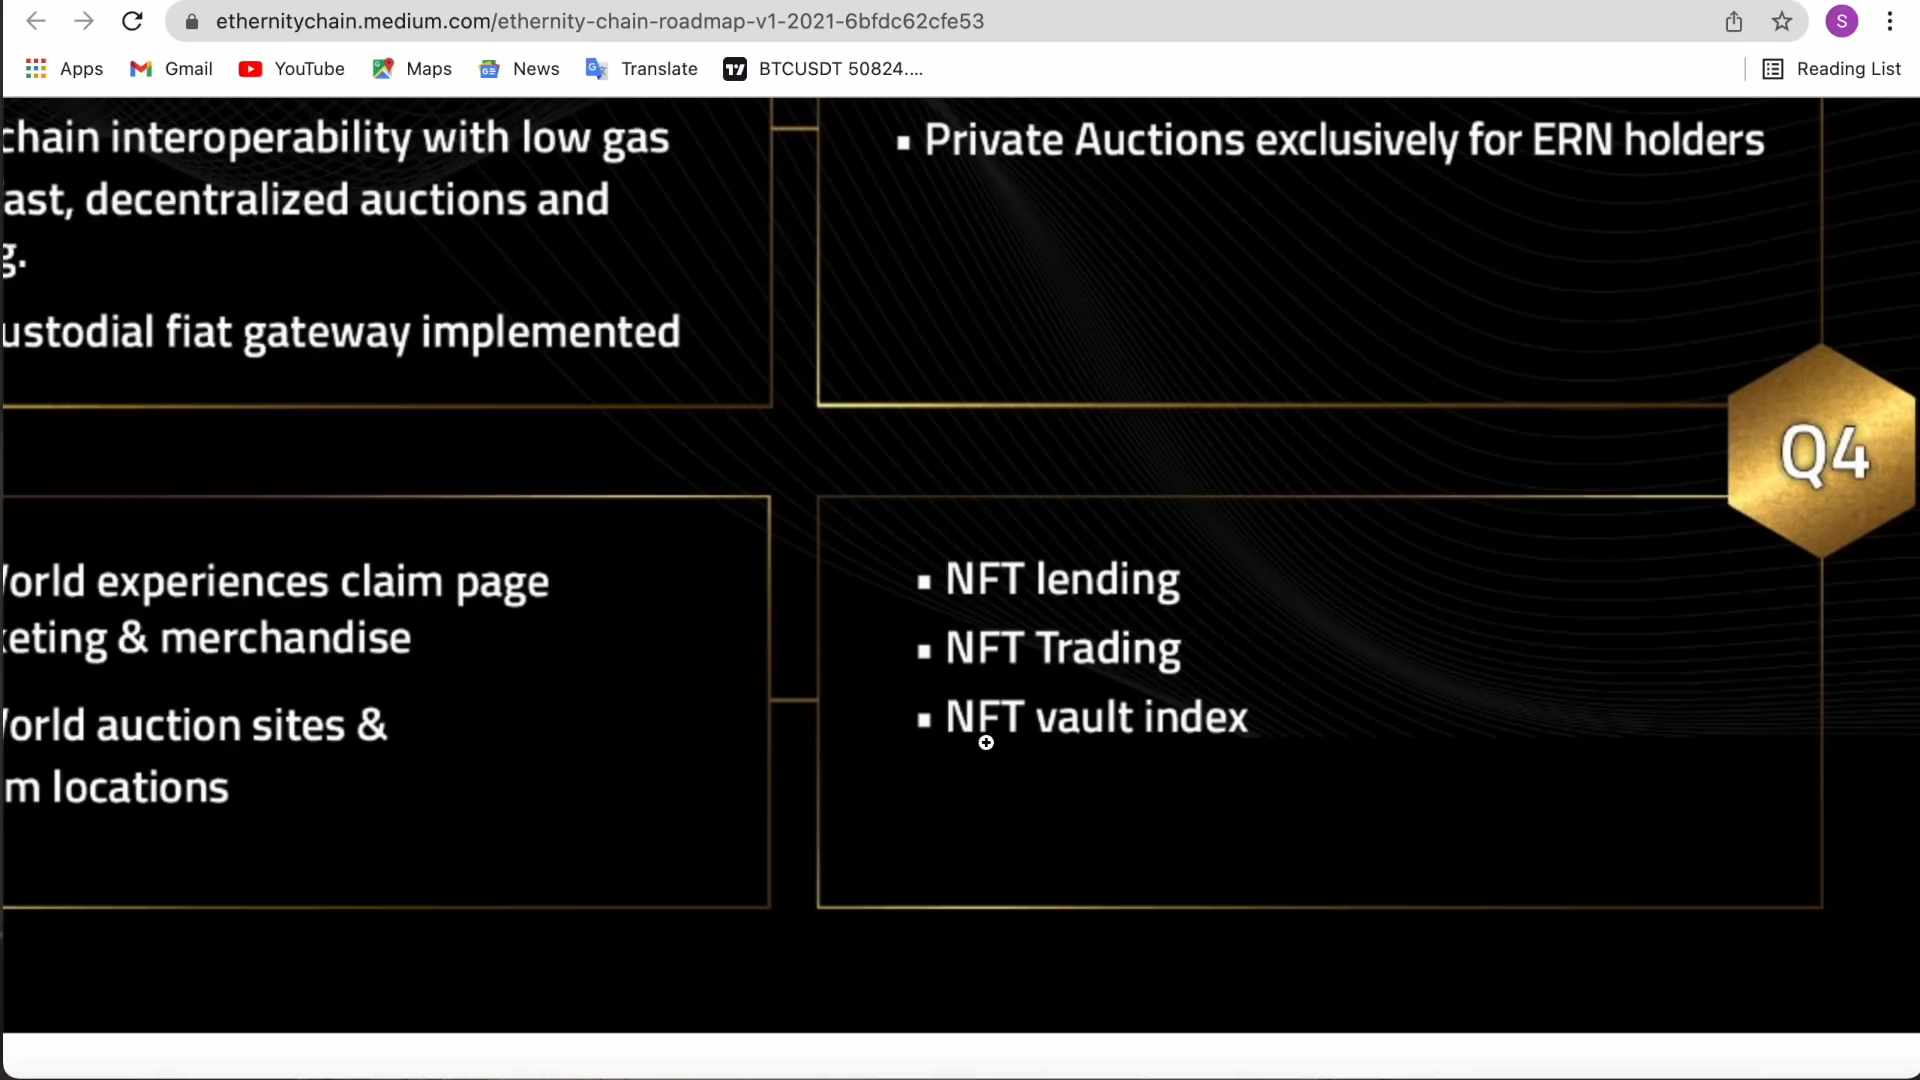 ethernitychain.medium.com/ethernity-chain-roadmap-v1-2021-6bfdc62cfe53
S
Apps
Gmail
YouTube
Maps
News
Translate
BTCUSDT 50824....
Reading List
chain interoperability with low gas
ast, decentralized auctions and
g.
ustodial fiat gateway implemented
▪ Private Auctions exclusively for ERN holders
Q4
orld experiences claim page
keting & merchandise
orld auction sites &
m locations
▪ NFT lending
▪ NFT Trading
▪ NFT vault index